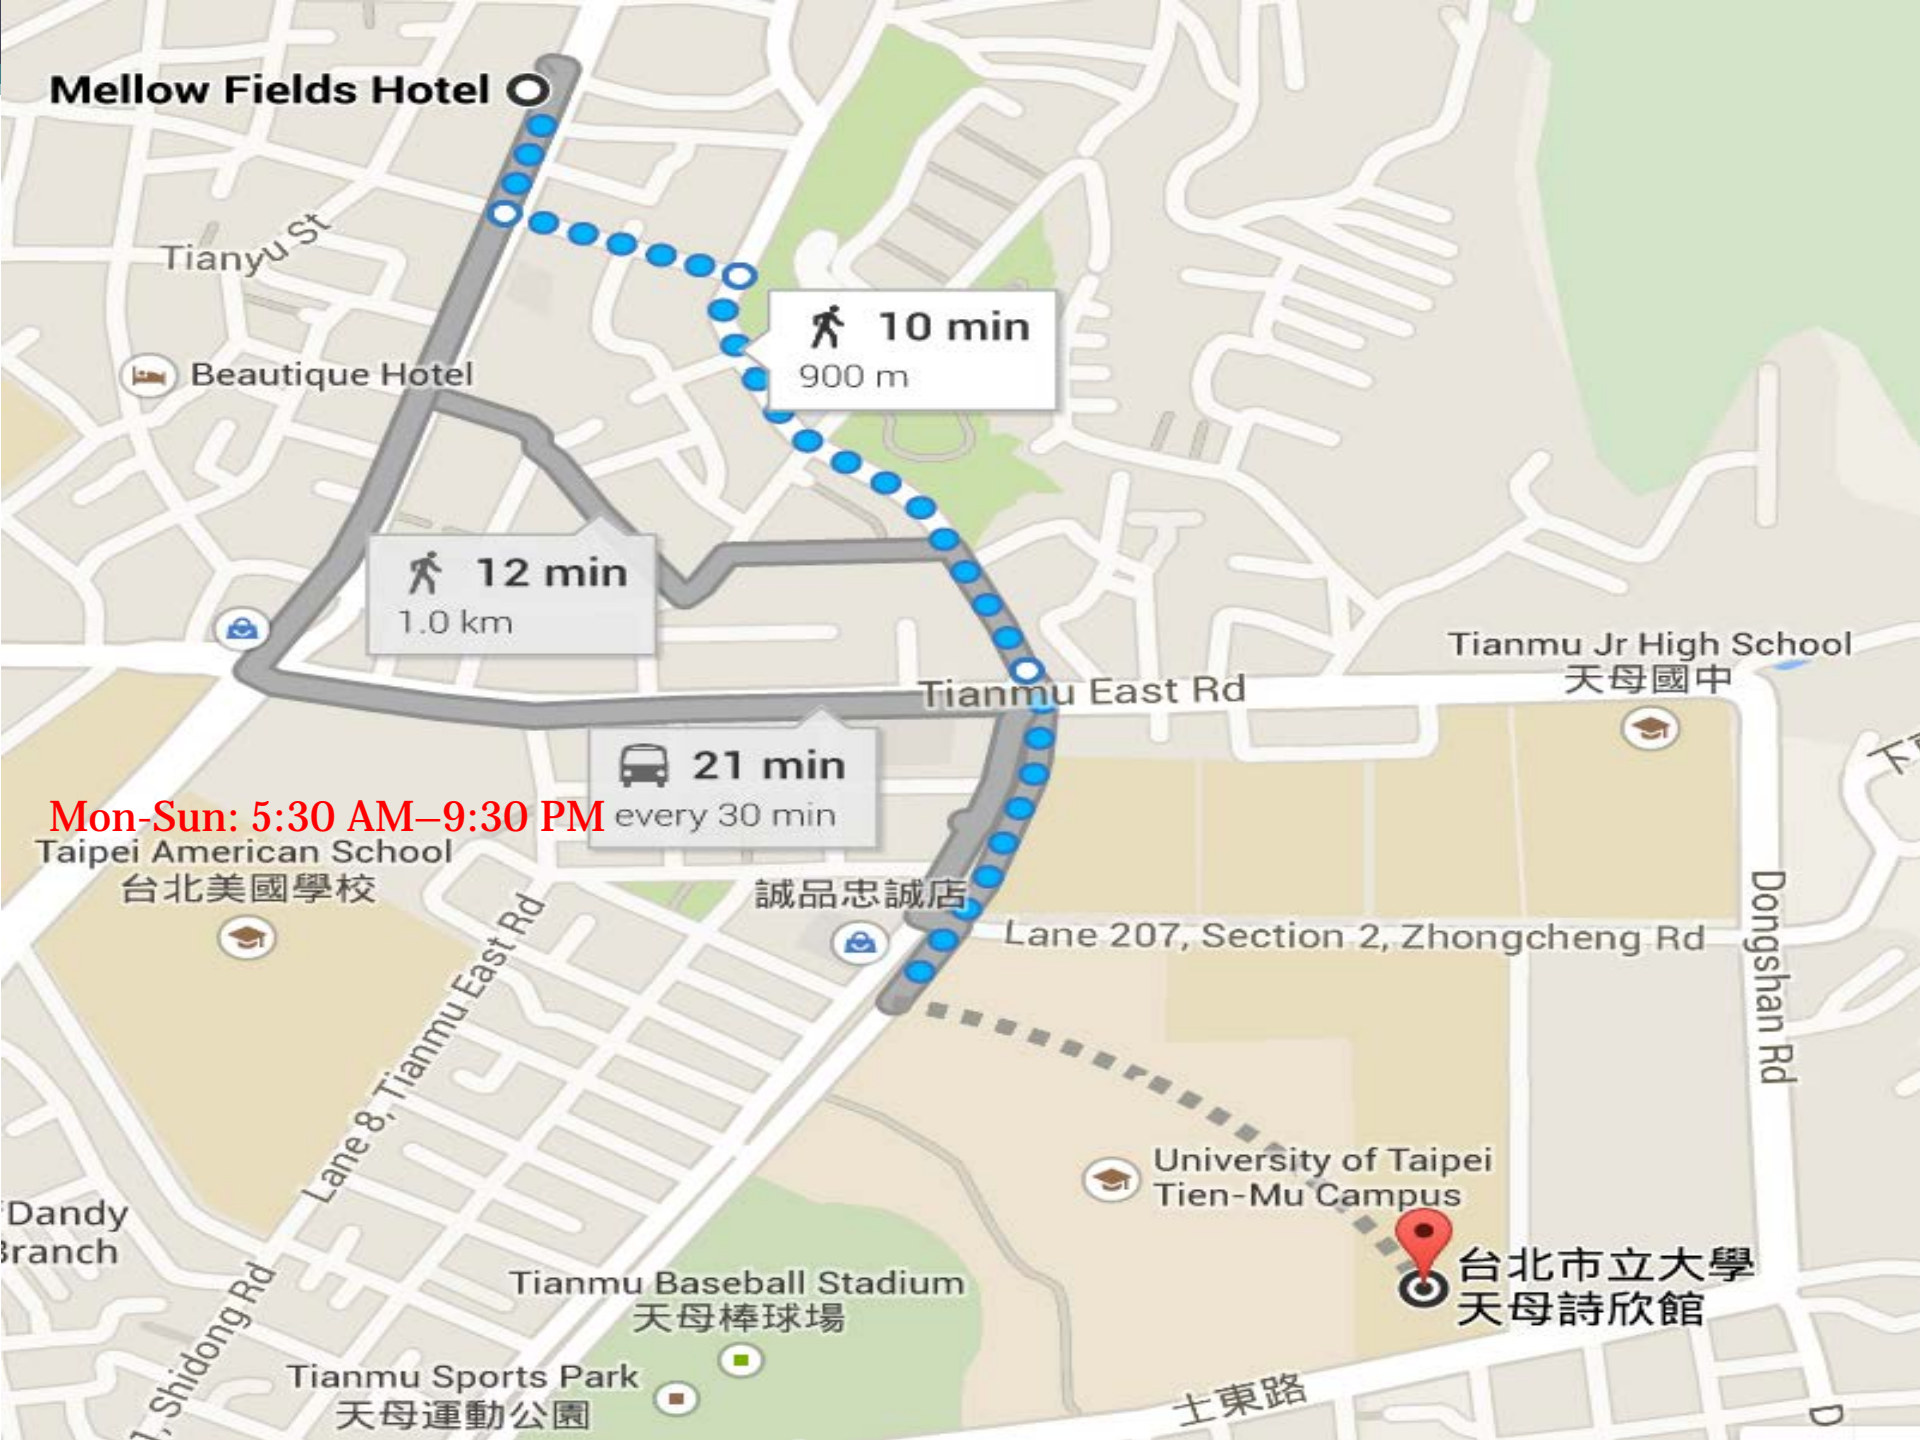 Mellow Fields Hotel
Tianyu St
10 min
900 m
Beautique Hotel
12 min
1.0 km
Tianmu Jr High School
天母國中
Tianmu East Rd
21 min
every 30 min
Mon-Sun: 5:30 AM–9:30 PM
Taipei American School
台北美國學校
誠品忠誠店
Lane 207, Section 2, Zhongcheng Rd
Dongshan Rd
Lane 8, Tianmu East Rd
University of Taipei
Tien-Mu Campus
Dandy
Branch
Shidong Rd
台北市立大學
天母詩欣館
Tianmu Baseball Stadium
天母棒球場
Tianmu Sports Park
天母運動公園
士東路
D